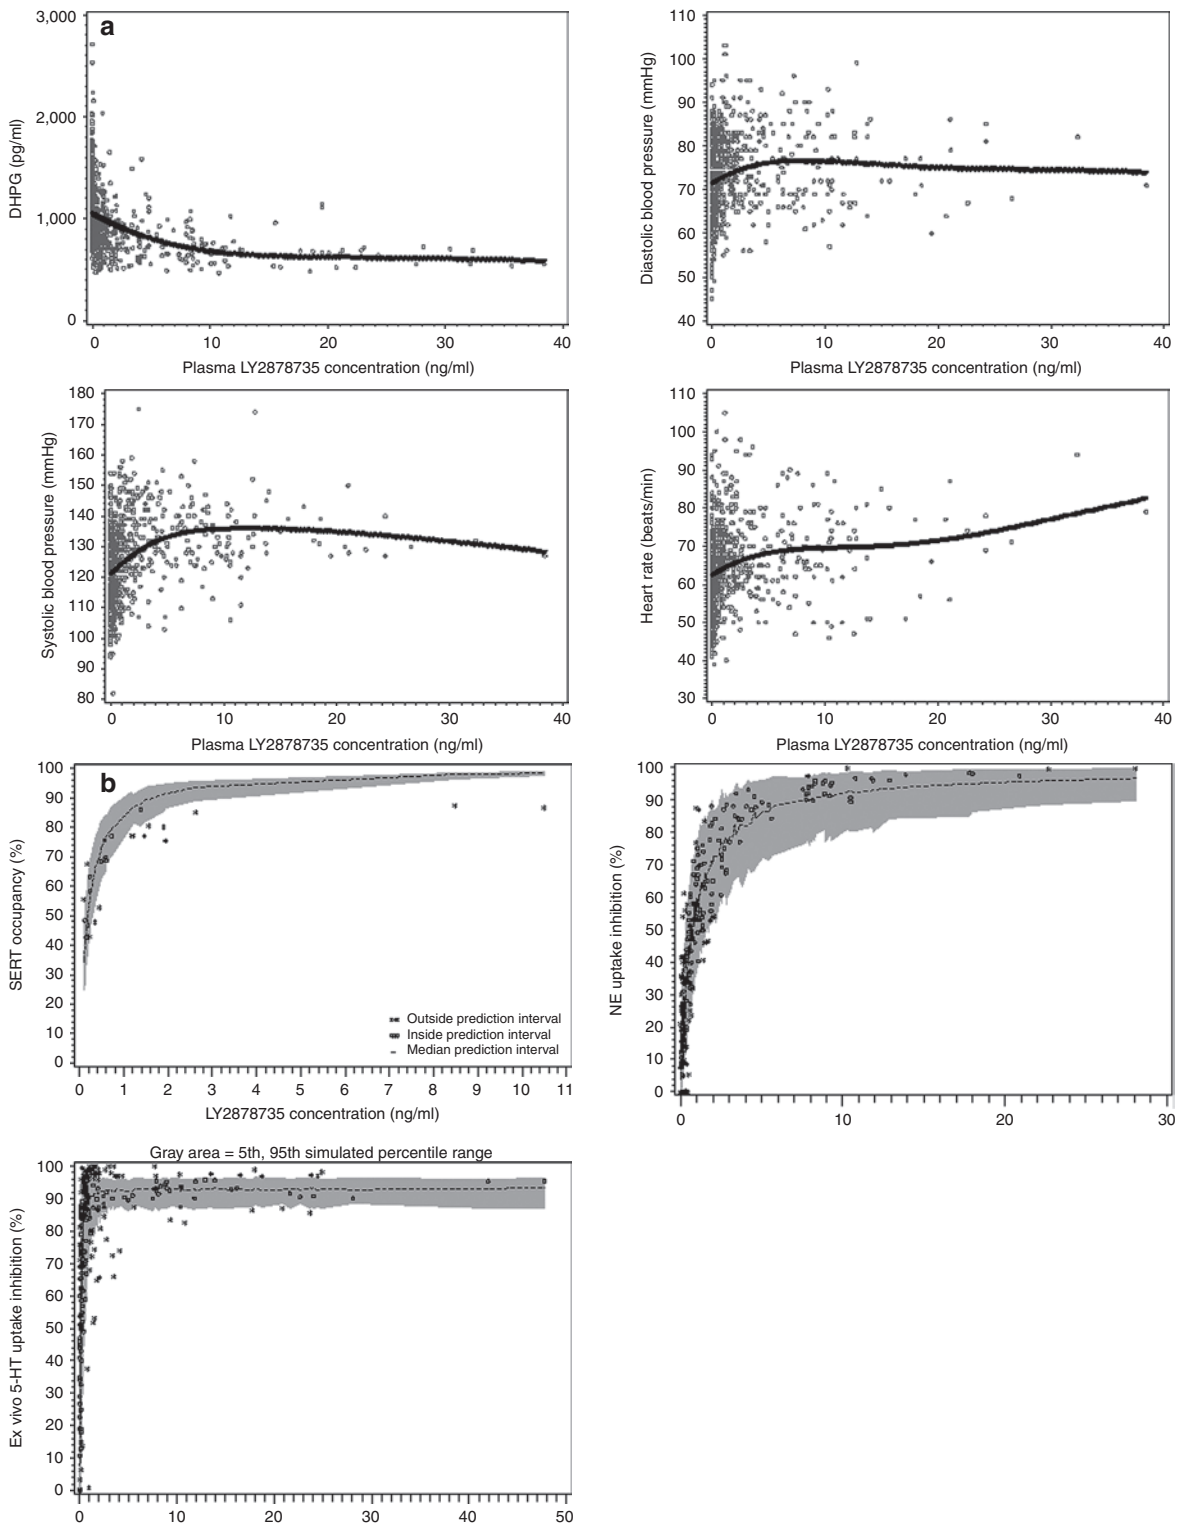 a
3,000
2,000
1,000
0
DHPG (pg/ml)
0 10 20 30 40
Plasma LY2878735 concentration (ng/ml)
110
100
90
80
70
60
50
40
Diastolic blood pressure (mmHg)
0 10 20 30 40
Plasma LY2878735 concentration (ng/ml)
180
170
160
150
140
130
120
110
100
90
80
Systolic blood pressure (mmHg)
0 10 20 30 40
Plasma LY2878735 concentration (ng/ml)
110
100
90
80
70
60
50
40
30
Heart rate (beats/min)
0 10 20 30 40
Plasma LY2878735 concentration (ng/ml)
b
100
90
80
70
60
50
40
30
20
10
0
SERT occupancy (%)
Outside prediction interval
Inside prediction interval
Median prediction interval
0 1 2 3 4 5 6 7 8 9 10 11
LY2878735 concentration (ng/ml)
100
90
80
70
60
50
40
30
20
10
0
NE uptake inhibition (%)
0 10 20 30
Gray area = 5th, 95th simulated percentile range
100
90
80
70
60
50
40
30
20
10
0
Ex vivo 5-HT uptake inhibition (%)
0 10 20 30 40 50